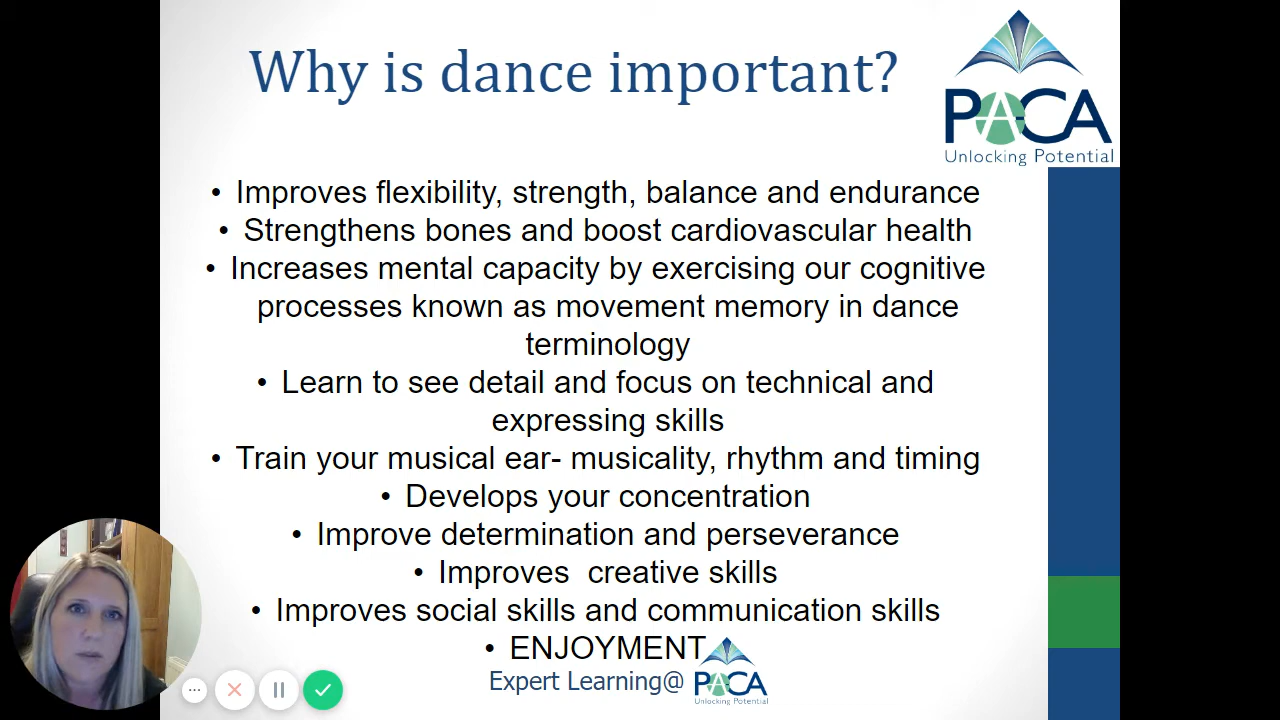 Why is dance important?
PACA
Unlocking Potential
• Improves flexibility, strength, balance and endurance
• Strengthens bones and boost cardiovascular health
• Increases mental capacity by exercising our cognitive
processes known as movement memory in dance
terminology
• Learn to see detail and focus on technical and
expressing skills
• Train your musical ear- musicality, rhythm and timing
• Develops your concentration
• Improve determination and perseverance
• Improves  creative skills
• Improves social skills and communication skills
• ENJOYMENT
Expert Learning@
PACA
Unlocking Potential